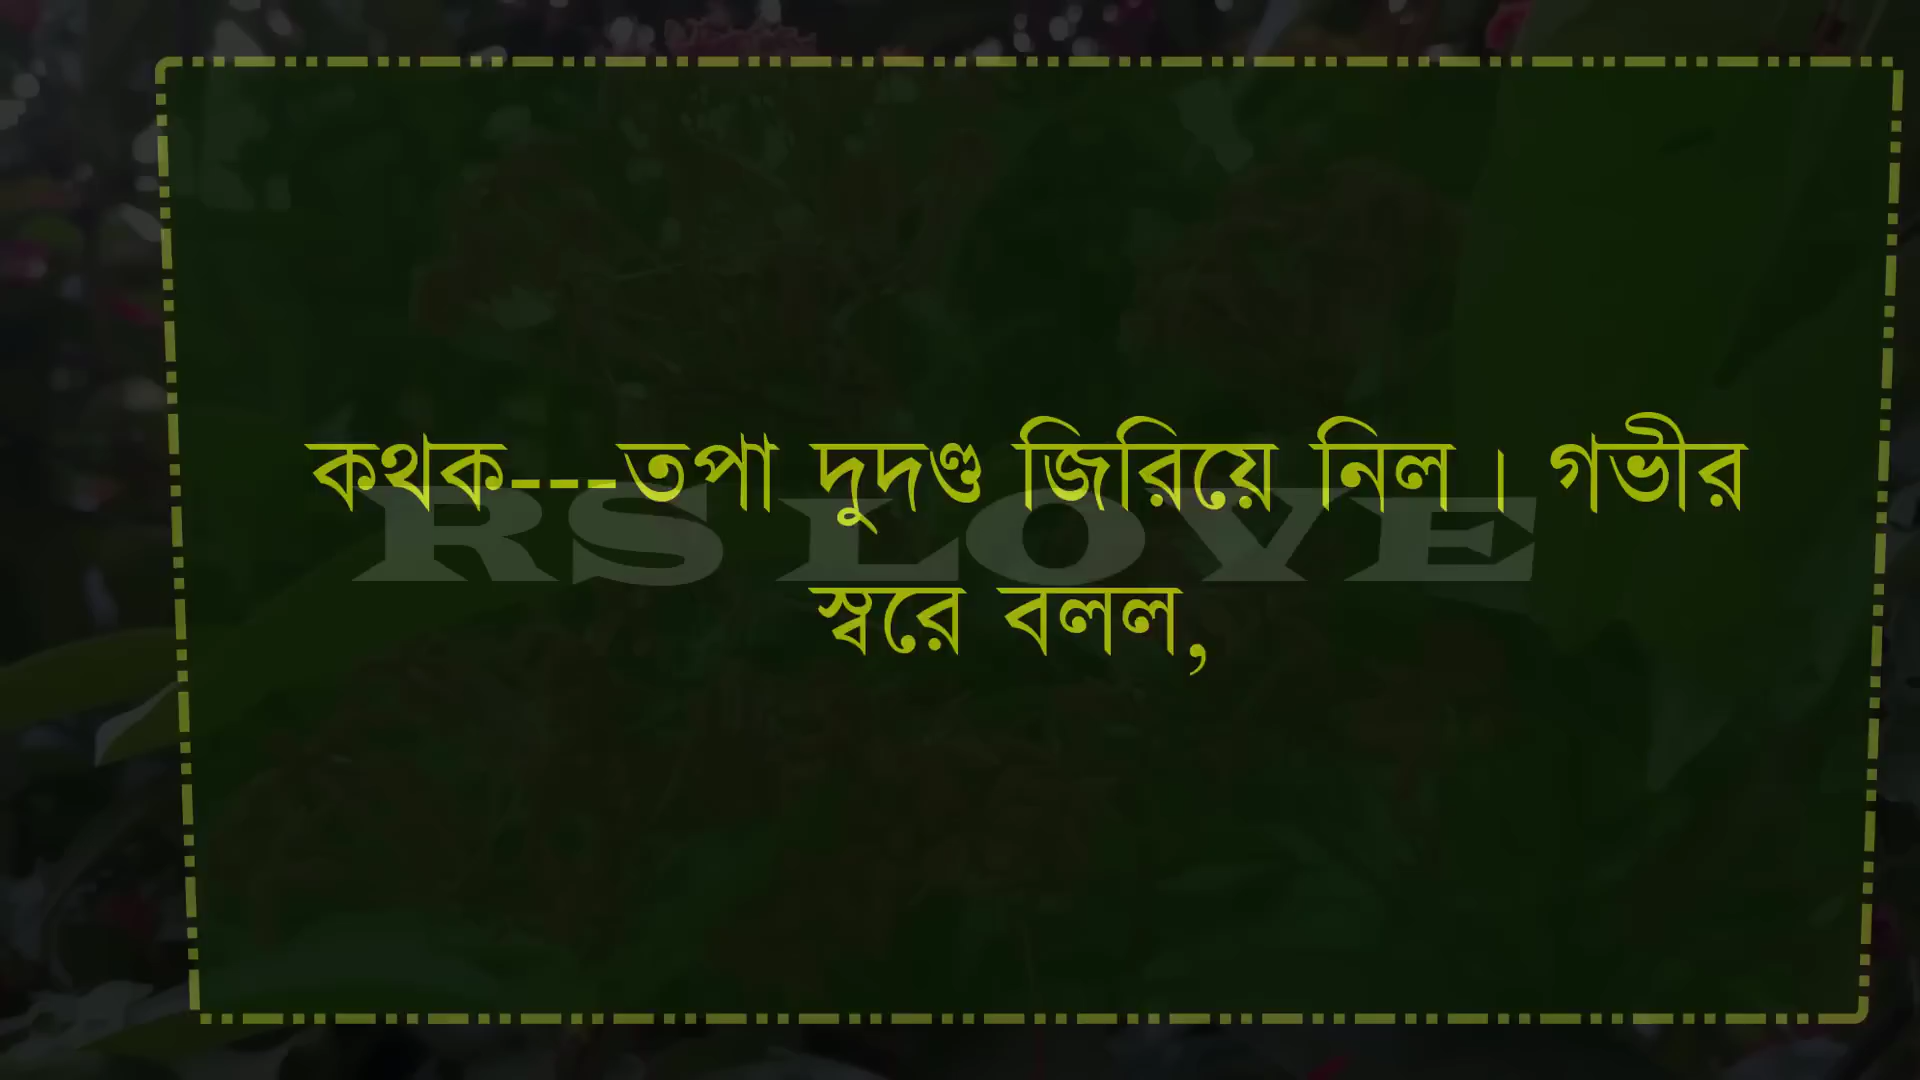 কথক---তপা দুদণ্ড জিরিয়ে নিল। গভীর
RS LOVE
স্বরে বলল,